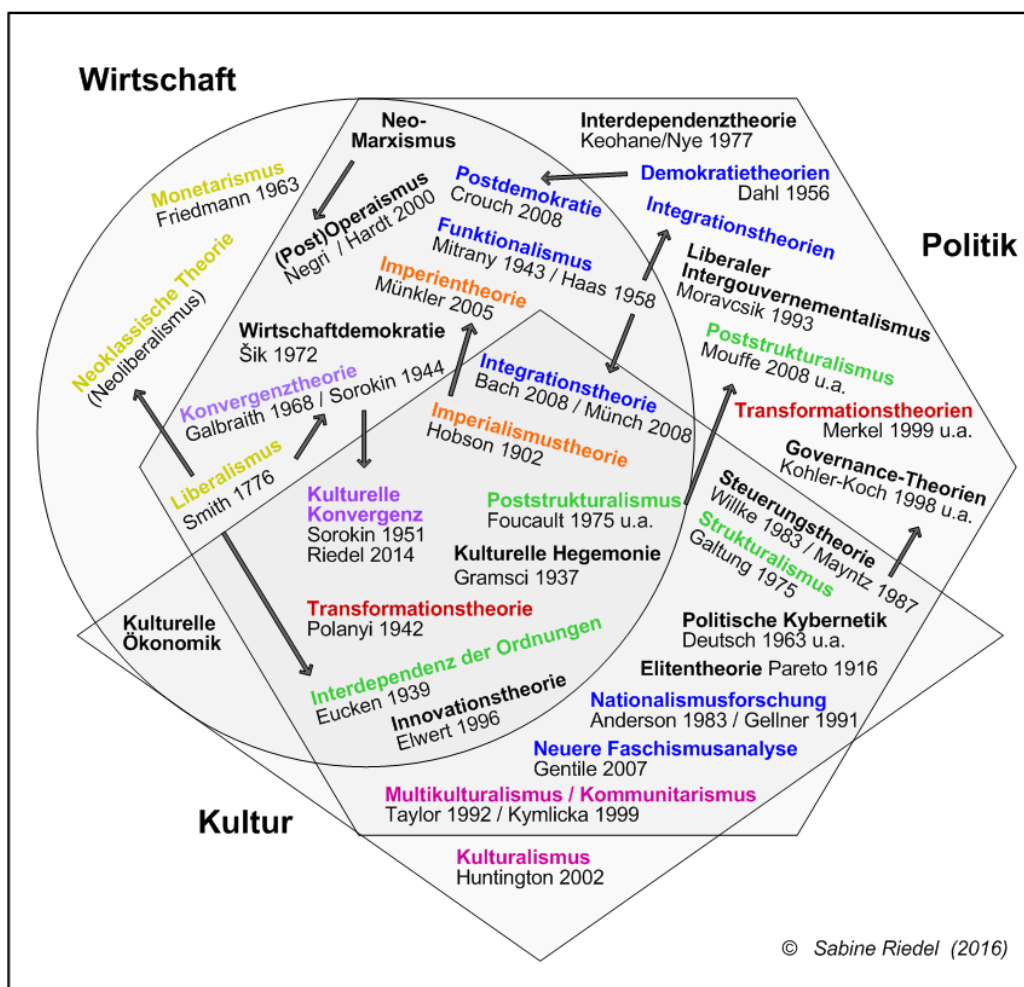 Wirtschaft
Neo-
Marxismus
Interdependenztheorie
Keohane/Nye 1977
Monetarismus
Friedmann 1963
(Post)Operaismus
Negri / Hardt 2000
Postdemokratie
Crouch 2008
Demokratietheorien
Dahl 1956
Integrationstheorien
Politik
Funktionalismus
Mitrany 1943 / Haas 1958
Liberaler
Intergouvernementalismus
Moravcsik 1993
Neoklassische Theorie
(Neoliberalismus)
Imperientheorie
Münkler 2005
Wirtschaftdemokratie
Šik 1972
Poststrukturalismus
Mouffe 2008 u.a.
Konvergenztheorie
Galbraith 1968 / Sorokin 1944
Integrationstheorie
Bach 2008 / Münch 2008
Transformationstheorien
Merkel 1999 u.a.
Imperialismustheorie
Hobson 1902
Liberalismus
Smith 1776
Governance-Theorien
Kohler-Koch 1998 u.a.
Kulturelle
Konvergenz
Sorokin 1951
Riedel 2014
Poststrukturalismus
Foucault 1975 u.a.
Steuerungstheorie
Willke 1983 / Mayntz 1987
Strukturalismus
Galtung 1975
Kulturelle Hegemonie
Gramsci 1937
Transformationstheorie
Polanyi 1942
Kulturelle
Ökonomik
Politische Kybernetik
Deutsch 1963 u.a.
Interdependenz der Ordnungen
Eucken 1939
Elitentheorie Pareto 1916
Innovationstheorie
Elwert 1996
Nationalismusforschung
Anderson 1983 / Gellner 1991
Neuere Faschismusanalyse
Gentile 2007
Multikulturalismus / Kommunitarismus
Taylor 1992 / Kymlicka 1999
Kultur
Kulturalismus
Huntington 2002
© Sabine Riedel (2016)